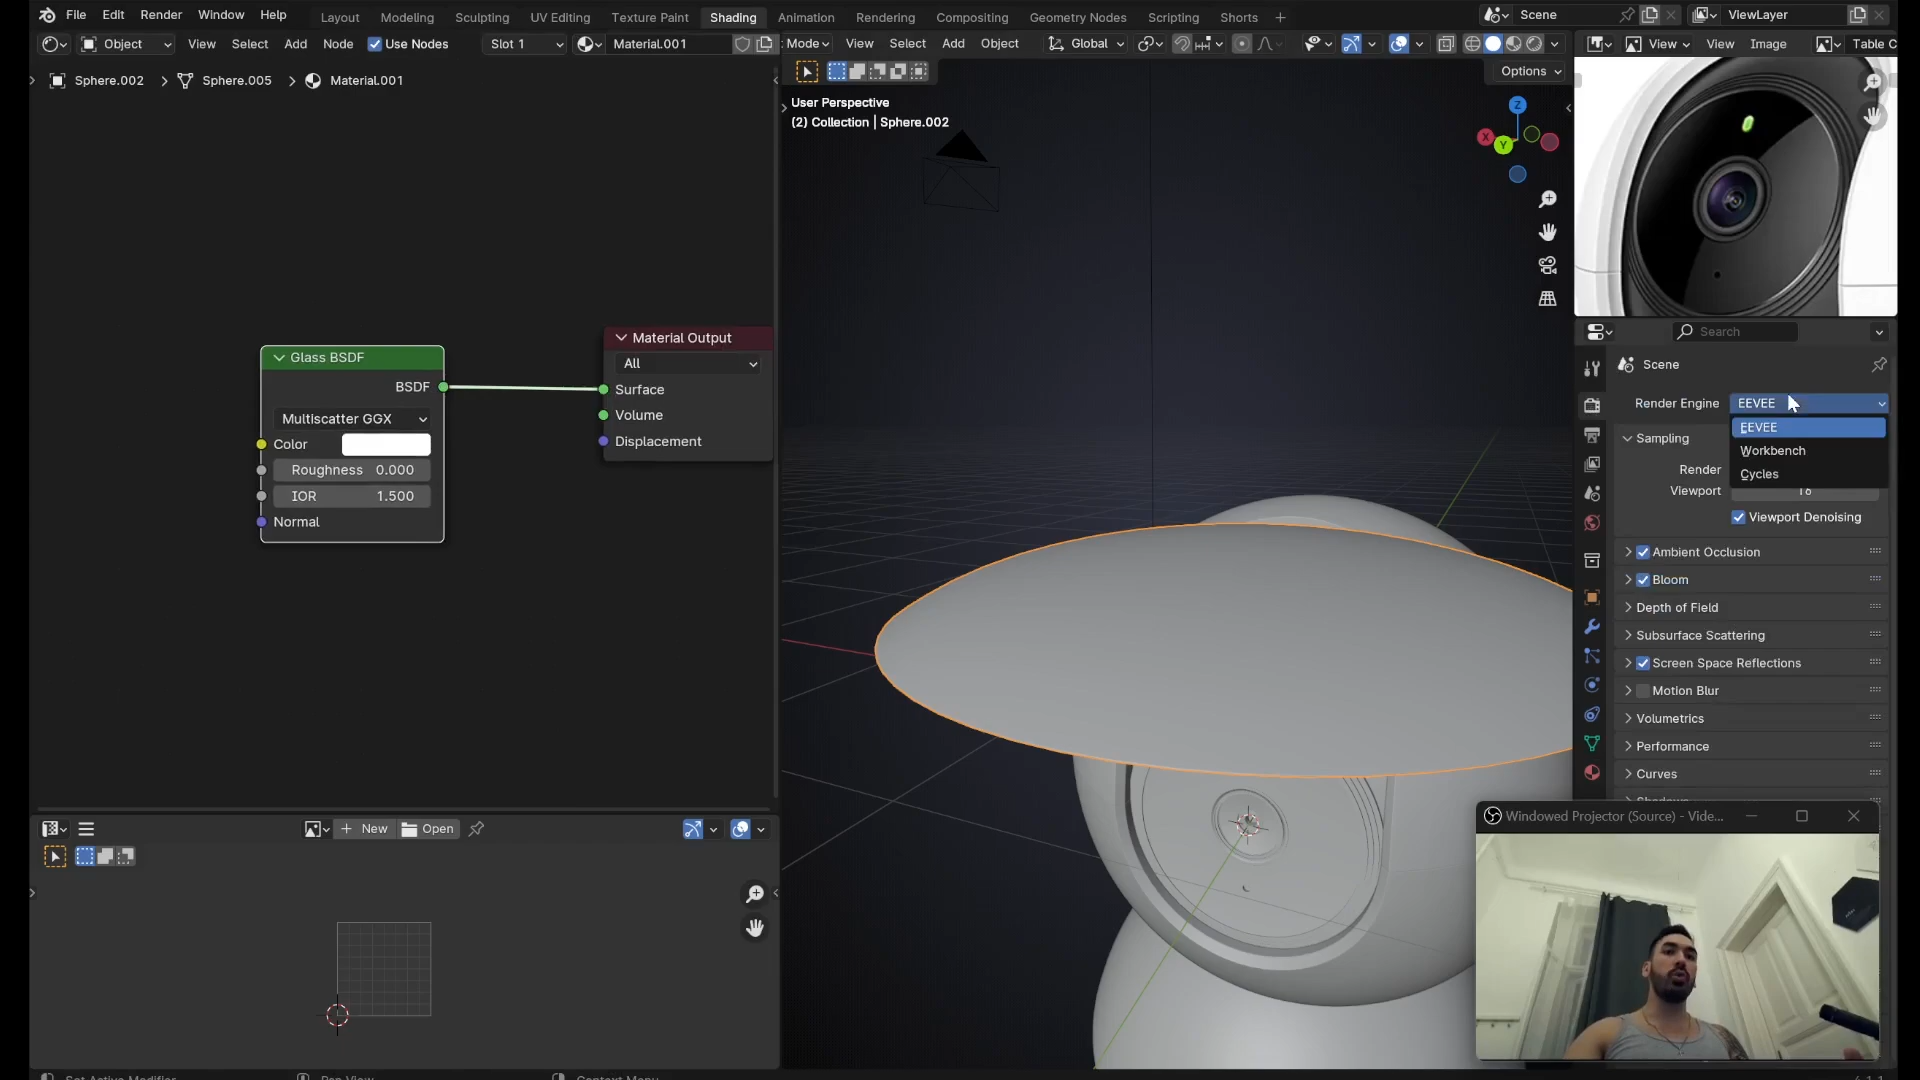 File Edit Render Window Help
Layout Modeling Sculpting UV Editing Texture Paint Shading Animation Rendering Compositing Geometry Nodes Scripting Shorts +
Scene
ViewLayer
Object View Select Add Node Use Nodes
Slot 1
Material.001
Mode View Select Add Object
Global
View View Image
Table C
Options
Sphere.002 > Sphere.005 > Material.001
User Perspective
(2) Collection | Sphere.002
Z
X
Y
Glass BSDF
BSDF
Multiscatter GGX
Color
Roughness 0.000
IOR 1.500
Normal
Material Output
All
Surface
Volume
Displacement
Search
Scene
Render Engine EEVEE
EEVEE
Workbench
Cycles
Sampling
Render
Viewport
Viewport Denoising
Ambient Occlusion
Bloom
Depth of Field
Subsurface Scattering
Screen Space Reflections
Motion Blur
Volumetrics
Performance
Curves
Windowed Projector (Source) - Vide...
New
Open